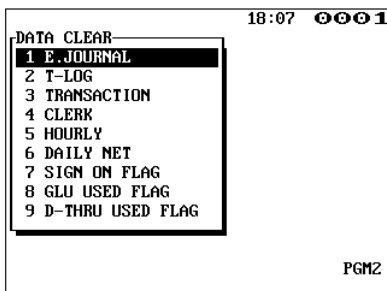 18:07 0001
DATA CLEAR
1 E.JOURNAL
2 T-LOG
3 TRANSACTION
4 CLERK
5 HOURLY
6 DAILY NET
7 SIGN ON FLAG
8 GLU USED FLAG
9 D-THRU USED FLAG
PGM2